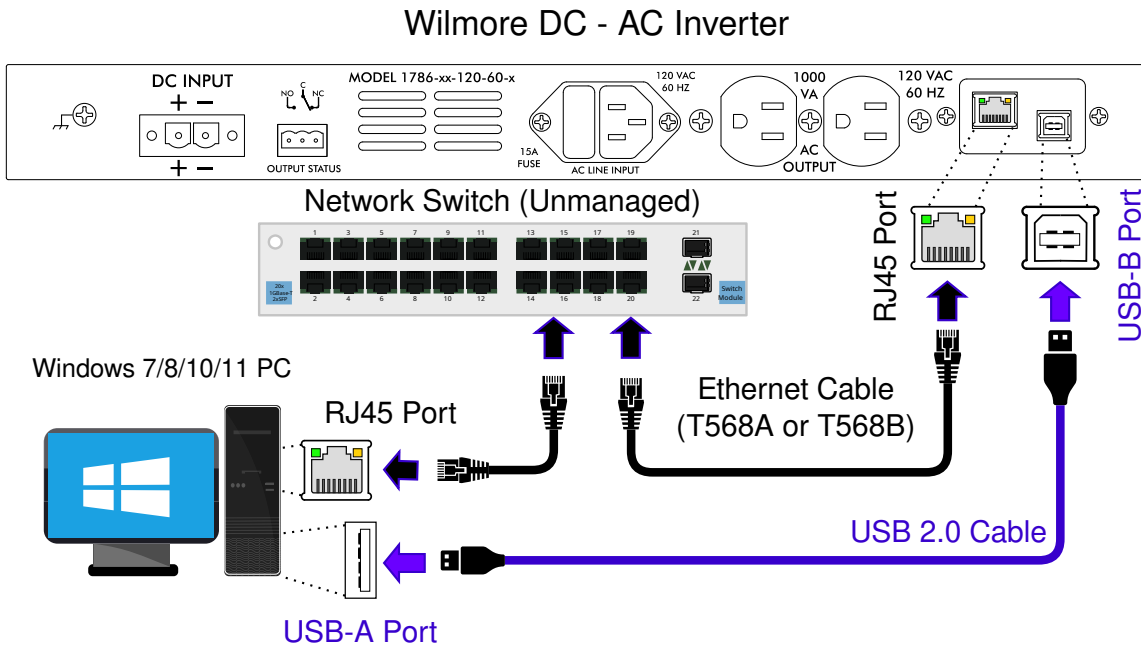 Wilmore DC - AC Inverter
DC INPUT
+ −
+ −
NO C NC
OUTPUT STATUS
MODEL 1786-xx-120-60-x
15A
FUSE
AC LINE INPUT
120 VAC
60 HZ
1000
VA
AC
OUTPUT
120 VAC
60 HZ
Network Switch (Unmanaged)
1 3 5 7 9 11 13 15 17 19 21
20x
1GBase-T
2xSFP
Switch
Module
2 4 6 8 10 12 14 16 18 20 22
RJ45 Port
USB-B Port
Windows 7/8/10/11 PC
RJ45 Port
Ethernet Cable
(T568A or T568B)
USB 2.0 Cable
USB-A Port